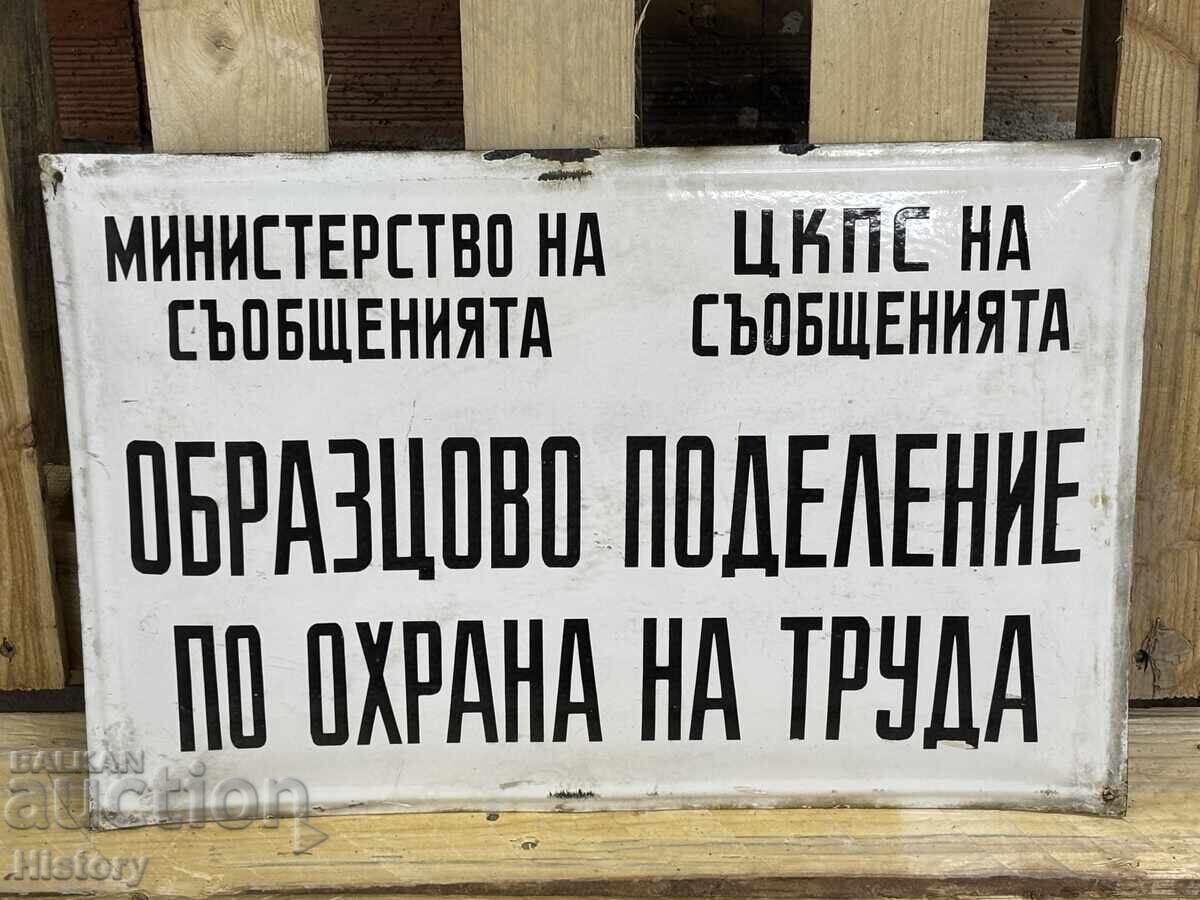 МИНИСТЕРСТВО НА
СЪОБЩЕНИЯТА
ЦКПС НА
СЪОБЩЕНИЯТА
ОБРАЗЦОВО ПОДЕЛЕНИЕ
ПО ОХРАНА НА ТРУДА
BALKAN
auction
History